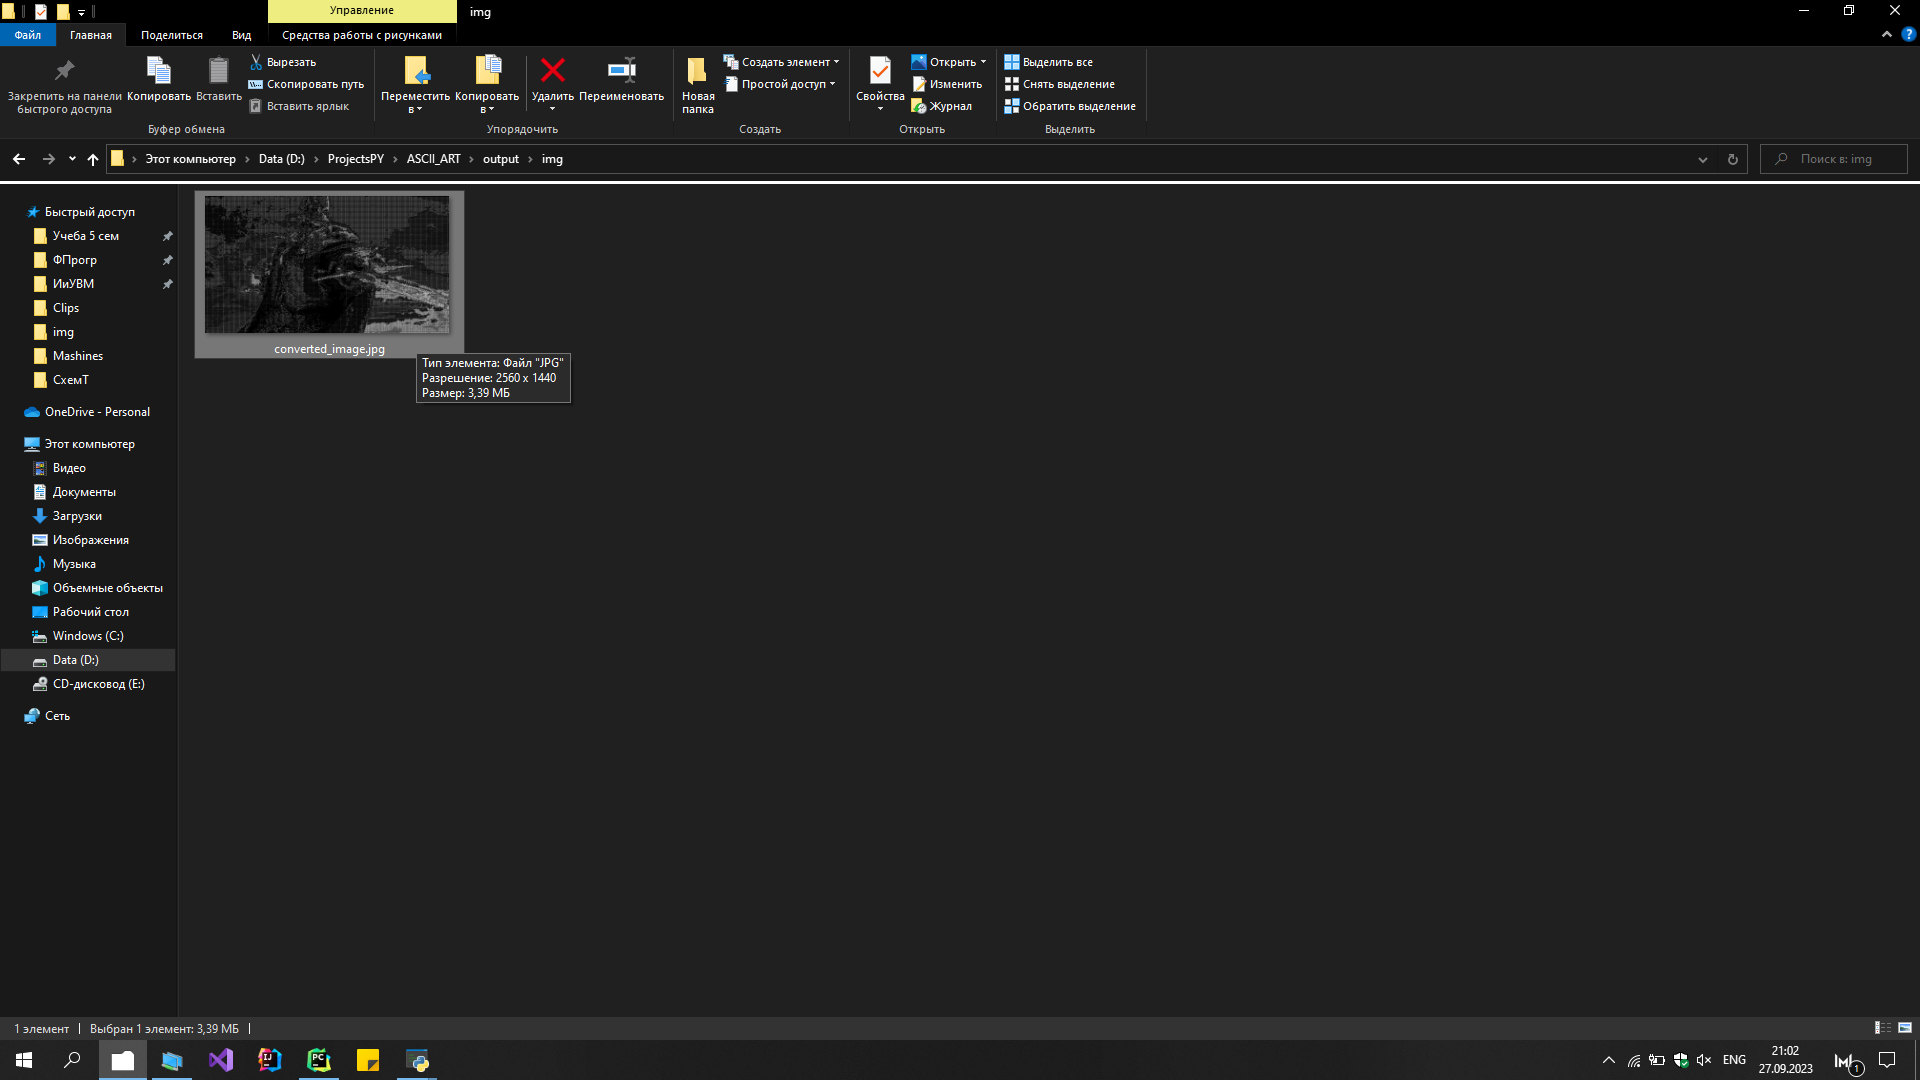 Управление
img
Файл
Главная
Поделиться
Вид
Средства работы с рисунками
Закрепить на панели
быстрого доступа
Копировать
Вставить
Вырезать
Скопировать путь
Вставить ярлык
Буфер обмена
Переместить
в
Копировать
в
Удалить
Переименовать
Упорядочить
Новая
папка
Создать элемент
Простой доступ
Создать
Свойства
Открыть
Изменить
Журнал
Открыть
Выделить все
Снять выделение
Обратить выделение
Выделить
Этот компьютер
Data (D:)
ProjectsPY
ASCII_ART
output
img
Поиск в: img
Быстрый доступ
Учеба 5 сем
ФПрогр
ИиУВМ
Clips
img
Mashines
СхемТ
OneDrive - Personal
Этот компьютер
Видео
Документы
Загрузки
Изображения
Музыка
Объемные объекты
Рабочий стол
Windows (C:)
Data (D:)
CD-дисковод (E:)
Сеть
converted_image.jpg
Тип элемента: Файл "JPG"
Разрешение: 2560 x 1440
Размер: 3,39 МБ
1 элемент
Выбран 1 элемент: 3,39 МБ
ENG
21:02
27.09.2023
1